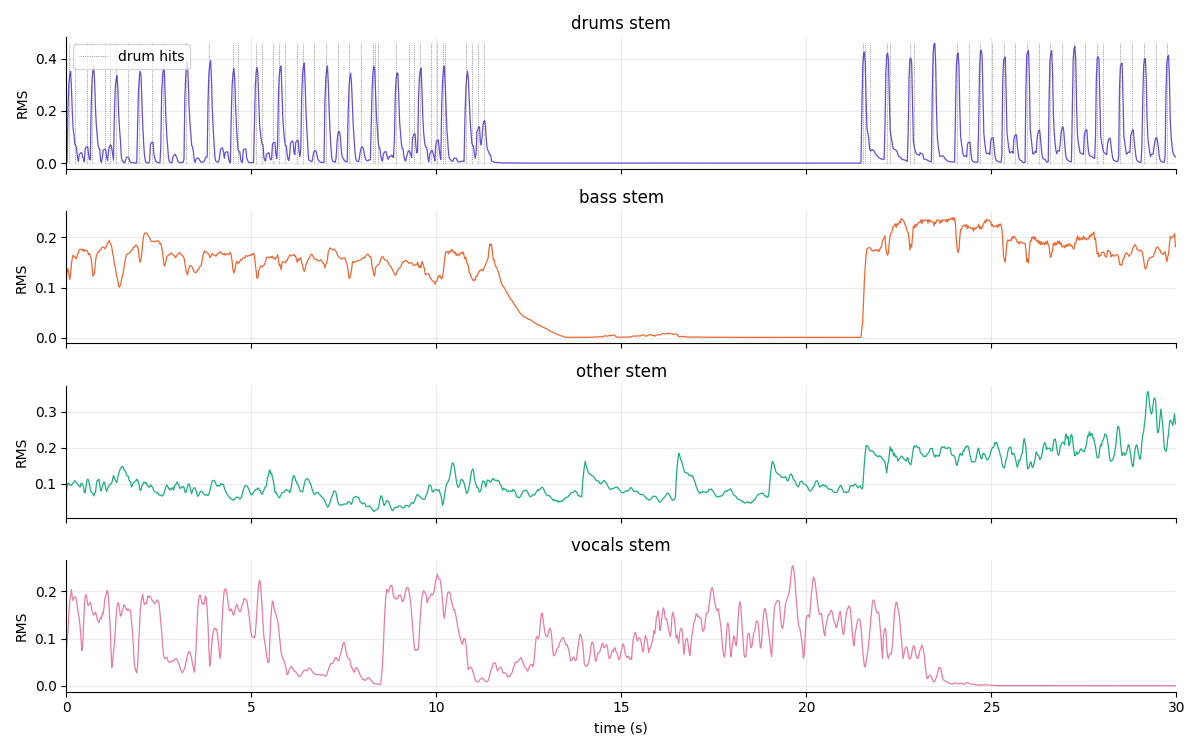 drums stem
RMS
0.4
0.2
0.0
drum hits
bass stem
RMS
0.2
0.1
0.0
other stem
RMS
0.3
0.2
0.1
vocals stem
RMS
0.2
0.1
0.0
0 5 10 15 20 25 30
time (s)